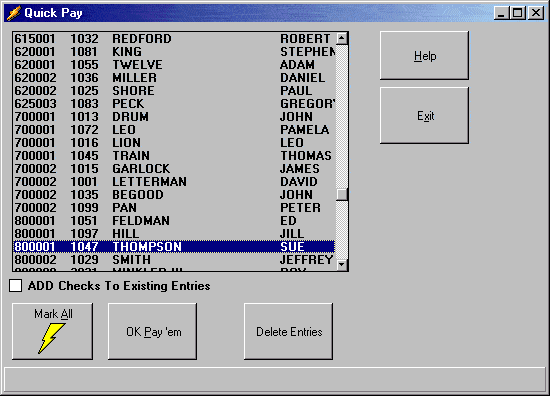 Quick Pay
615001 1032 REDFORD ROBERT
620001 1081 KING STEPHEN
620001 1055 TWELVE ADAM
620002 1036 MILLER DANIEL
620002 1025 SHORE PAUL
625003 1083 PECK GREGORY
700001 1013 DRUM JOHN
700001 1072 LEO PAMELA
700001 1016 LION LEO
700001 1045 TRAIN THOMAS
700002 1015 GARLOCK JAMES
700002 1001 LETTERMAN DAVID
700002 1035 BEGOOD JOHN
700002 1099 PAN PETER
800001 1051 FELDMAN ED
800001 1097 HILL JILL
800001 1047 THOMPSON SUE
800002 1029 SMITH JEFFREY
Help
Exit
ADD Checks To Existing Entries
Mark All
OK Pay 'em
Delete Entries